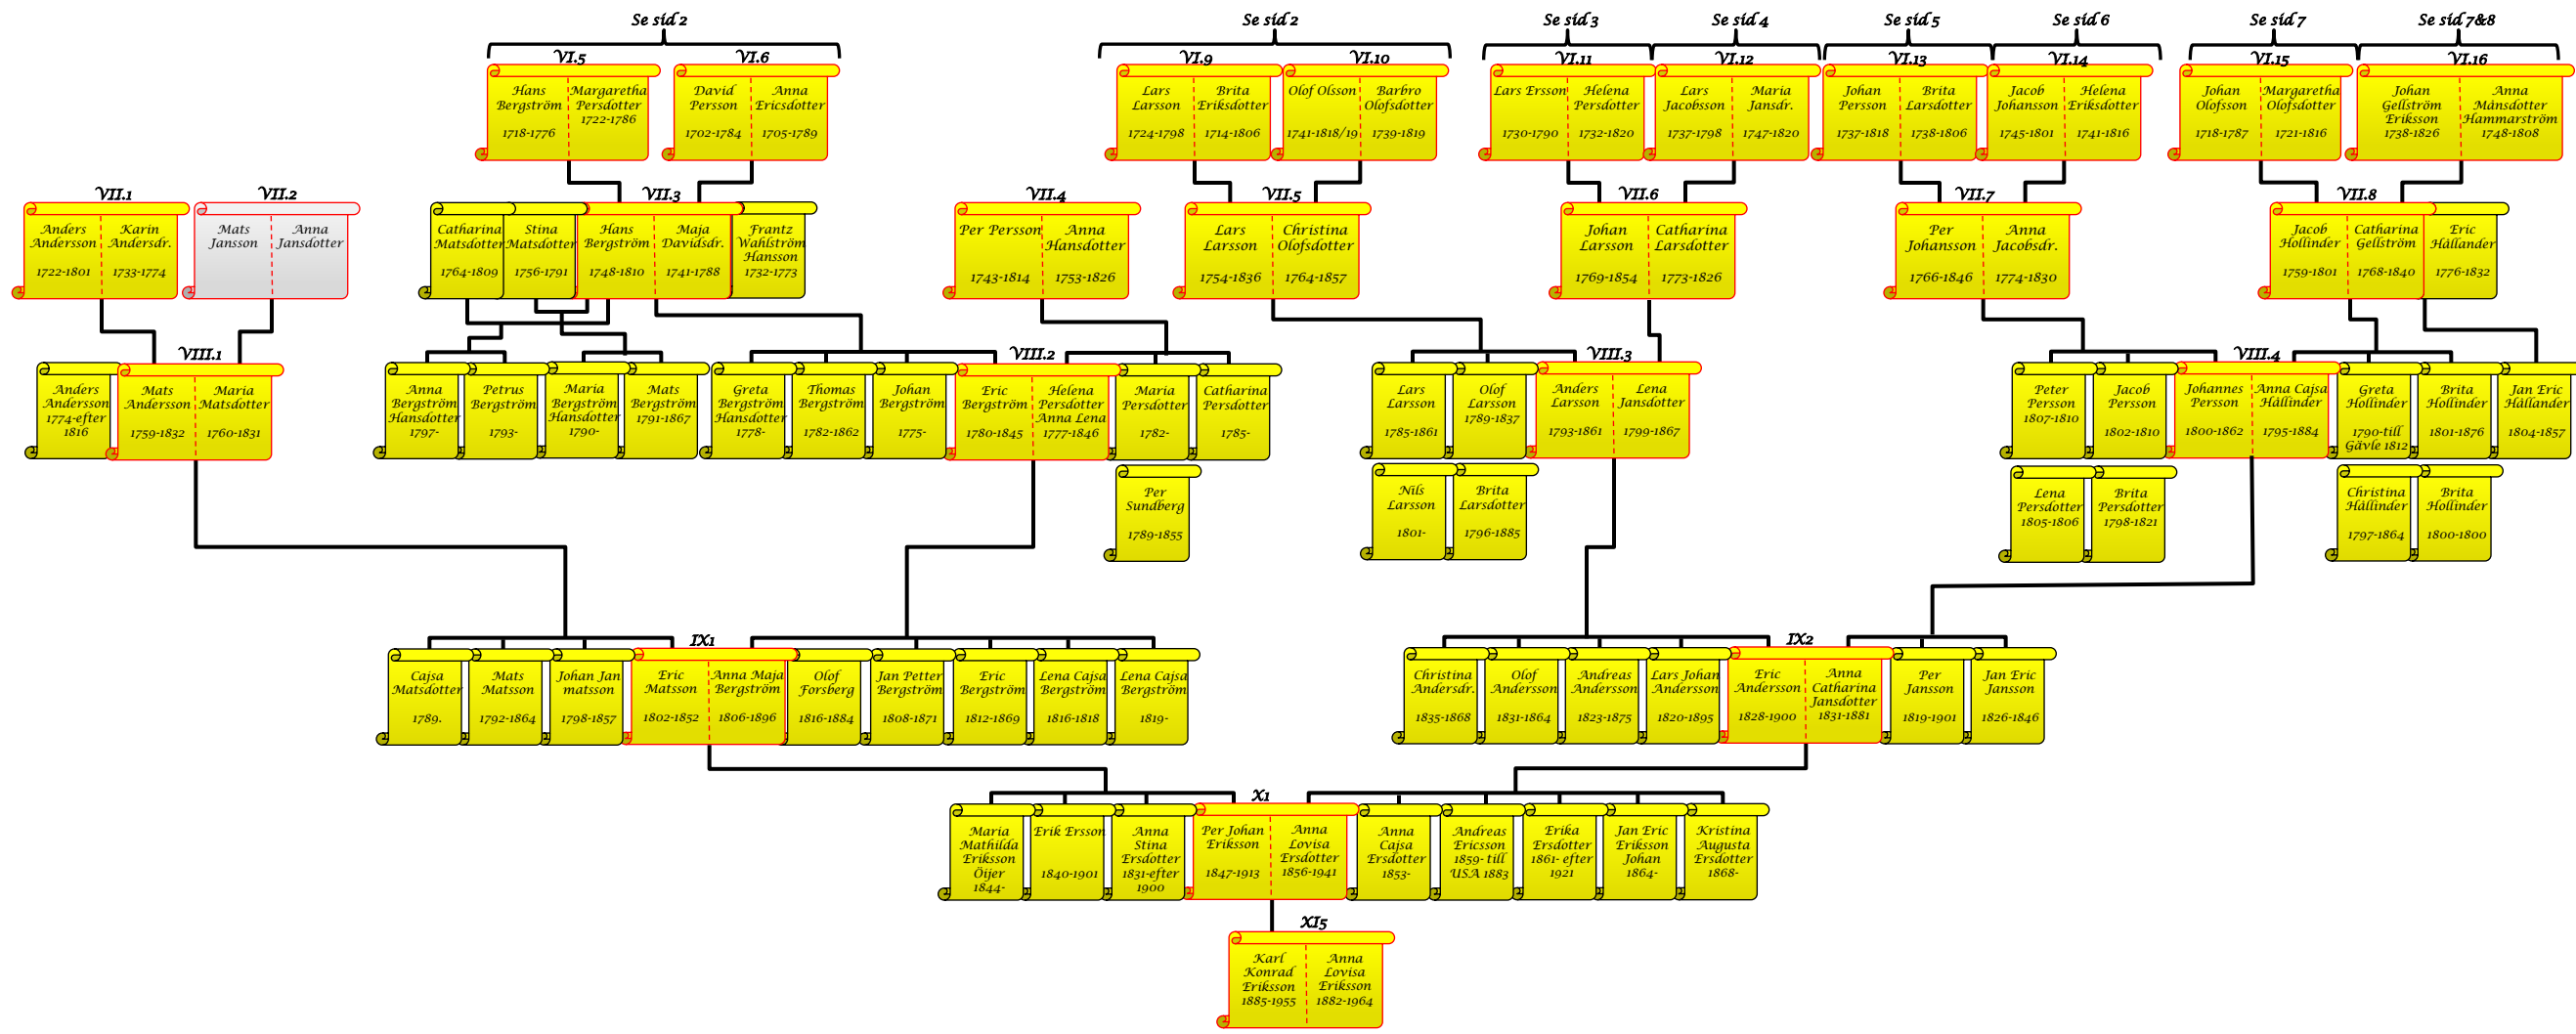 Se sid 2
Se sid 2
Se sid 3
Se sid 4
Se sid 5
Se sid 6
Se sid 7
Se sid 7&8
VI.5
Hans
Bergström
1718-1776
Margaretha
Persdotter
1722-1786
VI.6
David
Persson
1702-1784
Anna
Ericsdotter
1705-1789
VI.9
Lars
Larsson
1724-1798
Brita
Eriksdotter
1714-1806
VI.10
Olof Olsson
1741-1818/19
Barbro
Olofsdotter
1739-1819
VI.11
Lars Ersson
1730-1790
Helena
Persdotter
1732-1820
VI.12
Lars
Jacobsson
1737-1798
Maria
Jansdr.
1747-1820
VI.13
Johan
Persson
1737-1818
Brita
Larsdotter
1738-1806
VI.14
Jacob
Johansson
1745-1801
Helena
Eriksdotter
1741-1816
VI.15
Johan
Olofsson
1718-1787
Margaretha
Olofsdotter
1721-1816
VI.16
Johan
Gellström
Eriksson
1738-1826
Anna
Månsdotter
Hammarström
1748-1808
VII.1
Anders
Andersson
1722-1801
Karin
Andersdr.
1733-1774
VII.2
Mats
Jansson
Anna
Jansdotter
VII.3
Catharina
Matsdotter
1764-1809
Stina
Matsdotter
1756-1791
Hans
Bergström
1748-1810
Maja
Davidsdr.
1741-1788
Frantz
Wahlström
Hansson
1732-1773
VII.4
Per Persson
1743-1814
Anna
Hansdotter
1753-1826
VII.5
Lars
Larsson
1754-1836
Christina
Olofsdotter
1764-1857
VII.6
Johan
Larsson
1769-1854
Catharina
Larsdotter
1773-1826
VII.7
Per
Johansson
1766-1846
Anna
Jacobsdr.
1774-1830
VII.8
Jacob
Hollinder
1759-1801
Catharina
Gellström
1768-1840
Eric
Hållander
1776-1832
VIII.1
Anders
Andersson
1774-efter
1816
Mats
Andersson
1759-1832
Maria
Matsdotter
1760-1831
Anna
Bergström
Hansdotter
1797-
Petrus
Bergström
1793-
Maria
Bergström
Hansdotter
1790-
Mats
Bergström
1791-1867
Greta
Bergström
Hansdotter
1778-
Thomas
Bergström
1782-1862
Johan
Bergström
1775-
VIII.2
Eric
Bergström
1780-1845
Helena
Persdotter
Anna Lena
1777-1846
Maria
Persdotter
1782-
Catharina
Persdotter
1785-
Per
Sundberg
1789-1855
Lars
Larsson
1785-1861
Olof
Larsson
1789-1837
VIII.3
Anders
Larsson
1793-1861
Lena
Jansdotter
1799-1867
Nils
Larsson
1801-
Brita
Larsdotter
1796-1885
Peter
Persson
1807-1810
Jacob
Persson
1802-1810
VIII.4
Johannes
Persson
1800-1862
Anna Cajsa
Hållinder
1795-1884
Greta
Hollinder
1790-till
Gävle 1812
Brita
Hollinder
1801-1876
Jan Eric
Hållander
1804-1857
Lena
Persdotter
1805-1806
Brita
Persdotter
1798-1821
Christina
Hållinder
1797-1864
Brita
Hollinder
1800-1800
IX1
Cajsa
Matsdotter
1789.
Mats
Matsson
1792-1864
Johan Jan
matsson
1798-1857
Eric
Matsson
1802-1852
Anna Maja
Bergström
1806-1896
Olof
Forsberg
1816-1884
Jan Petter
Bergström
1808-1871
Eric
Bergström
1812-1869
Lena Cajsa
Bergström
1816-1818
Lena Cajsa
Bergström
1819-
IX2
Christina
Andersdr.
1835-1868
Olof
Andersson
1831-1864
Andreas
Andersson
1823-1875
Lars Johan
Andersson
1820-1895
Eric
Andersson
1828-1900
Anna
Catharina
Jansdotter
1831-1881
Per
Jansson
1819-1901
Jan Eric
Jansson
1826-1846
X1
Maria
Mathilda
Eriksson
Öijer
1844-
Erik Ersson
1840-1901
Anna
Stina
Ersdotter
1831-efter
1900
Per Johan
Eriksson
1847-1913
Anna
Lovisa
Ersdotter
1856-1941
Anna
Cajsa
Ersdotter
1853-
Andreas
Ericsson
1859- till
USA 1883
Erika
Ersdotter
1861- efter
1921
Jan Eric
Eriksson
Johan
1864-
Kristina
Augusta
Ersdotter
1868-
XI5
Karl
Konrad
Eriksson
1885-1955
Anna
Lovisa
Eriksson
1882-1964